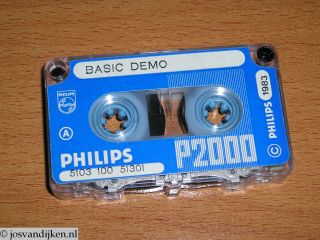 BASIC DEMO
PHILIPS
A
PHILIPS
P2000
5103 100 51301
© PHILIPS 1983
© josvandijken.nl